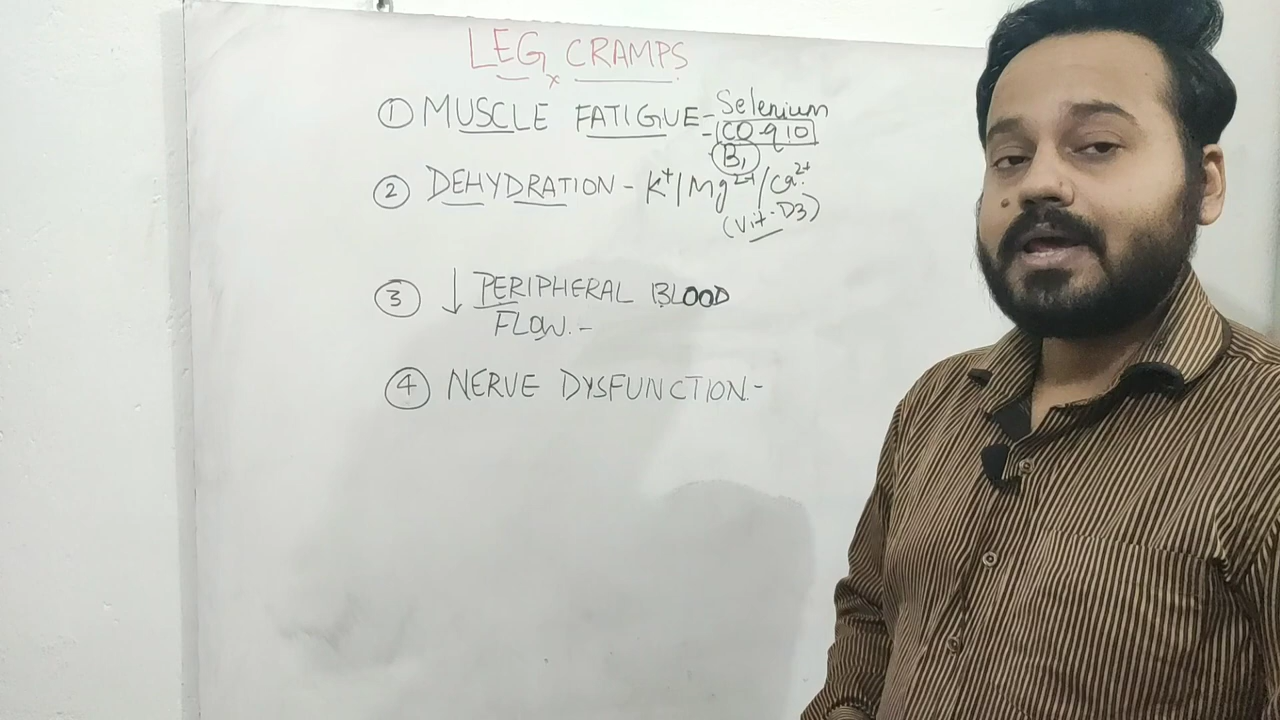 LEG CRAMPS
① MUSCLE FATIGUE - Selenium
- CO-q10
B₁
② DEHYDRATION - K⁺/Mg²⁺/Ca²⁺
(Vit-D3)
③ ↓ PERIPHERAL BLOOD
FLOW. -
④ NERVE DYSFUNCTION. -